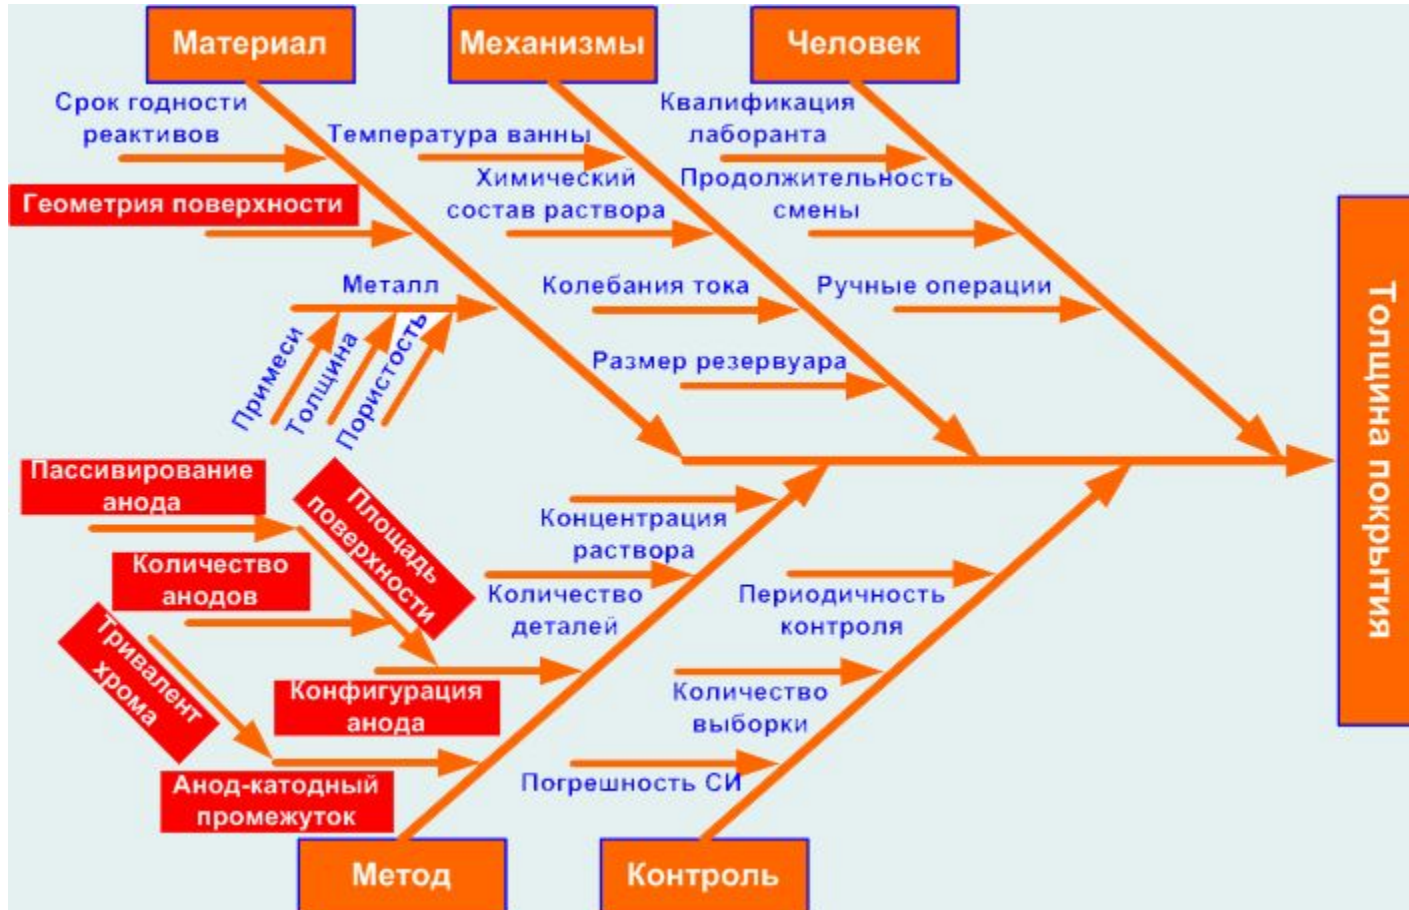 Материал
Механизмы
Человек
Срок годности
реактивов
Температура ванны
Квалификация
лаборанта
Геометрия поверхности
Химический
состав раствора
Продолжительность
смены
Металл
Колебания тока
Ручные операции
Примеси
Толщина
Пористость
Размер резервуара
Толщина покрытия
Пассивирование
анода
Площадь
поверхности
Концентрация
раствора
Количество
анодов
Количество
деталей
Периодичность
контроля
Тривалент
хрома
Конфигурация
анода
Количество
выборки
Анод-катодный
промежуток
Погрешность СИ
Метод
Контроль